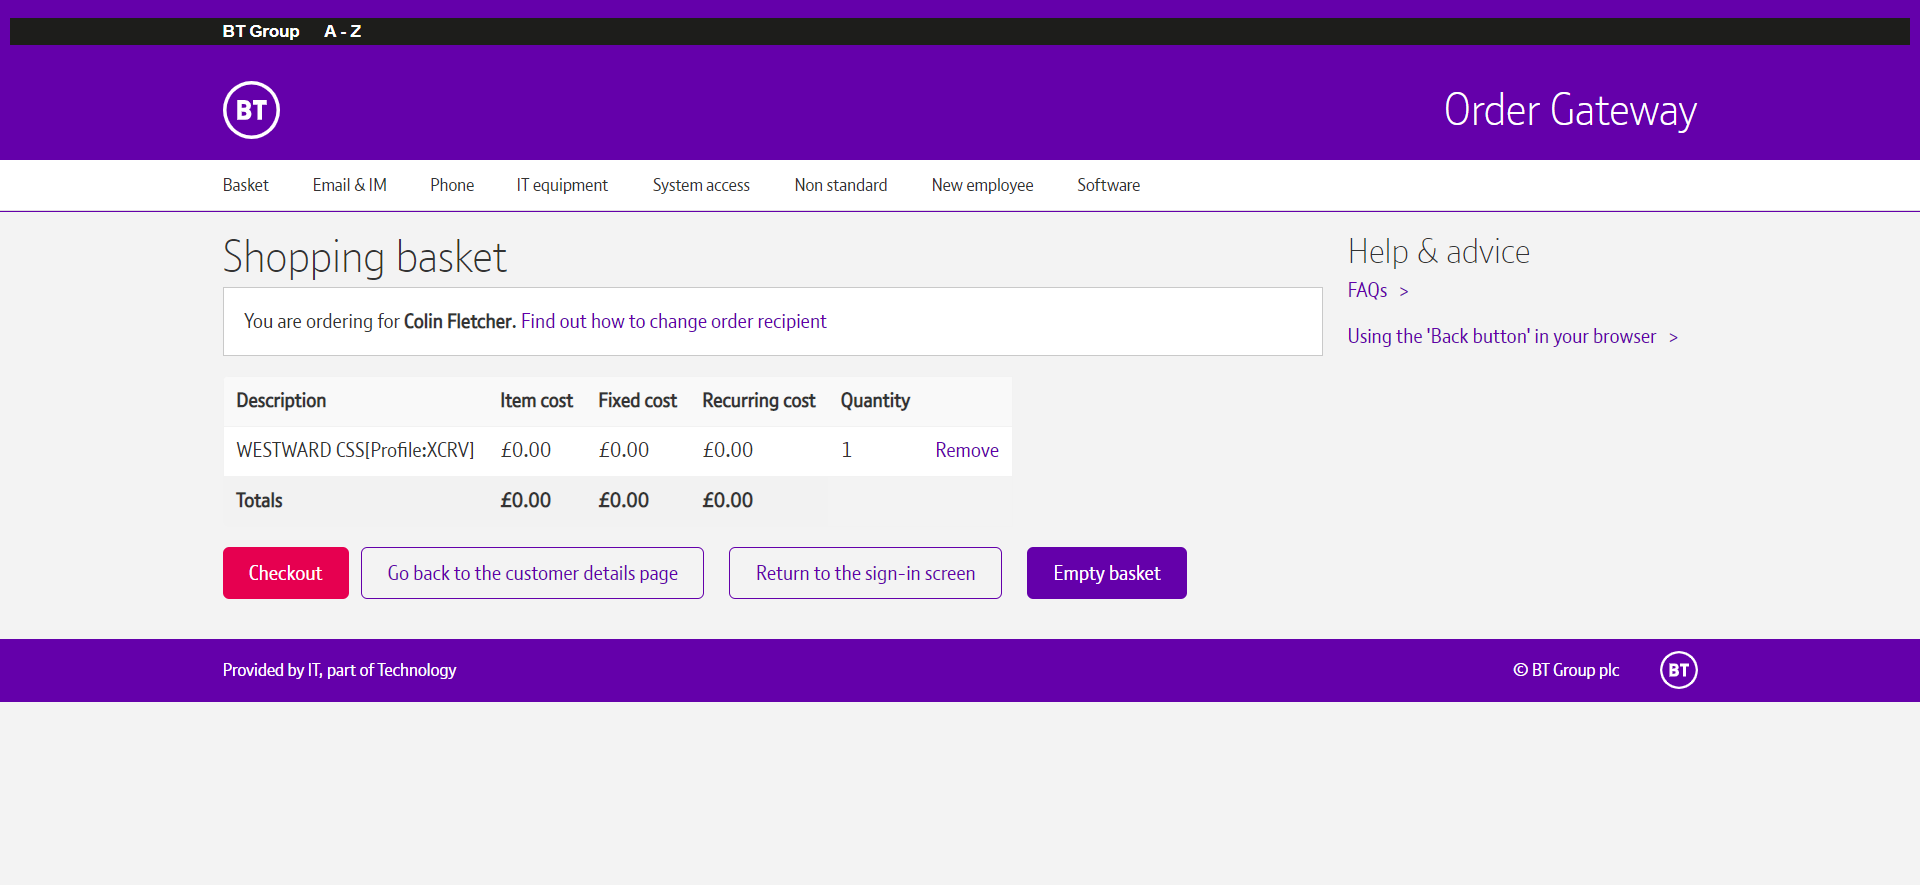 BT Group A - Z
BT Order Gateway
Basket Email & IM Phone IT equipment System access Non standard New employee Software
Shopping basket
You are ordering for Colin Fletcher. Find out how to change order recipient
Description Item cost Fixed cost Recurring cost Quantity
WESTWARD CSS[Profile:XCRV] £0.00 £0.00 £0.00 1 Remove
Totals £0.00 £0.00 £0.00
Checkout Go back to the customer details page Return to the sign-in screen Empty basket
Help & advice
FAQs >
Using the 'Back button' in your browser >
Provided by IT, part of Technology © BT Group plc BT